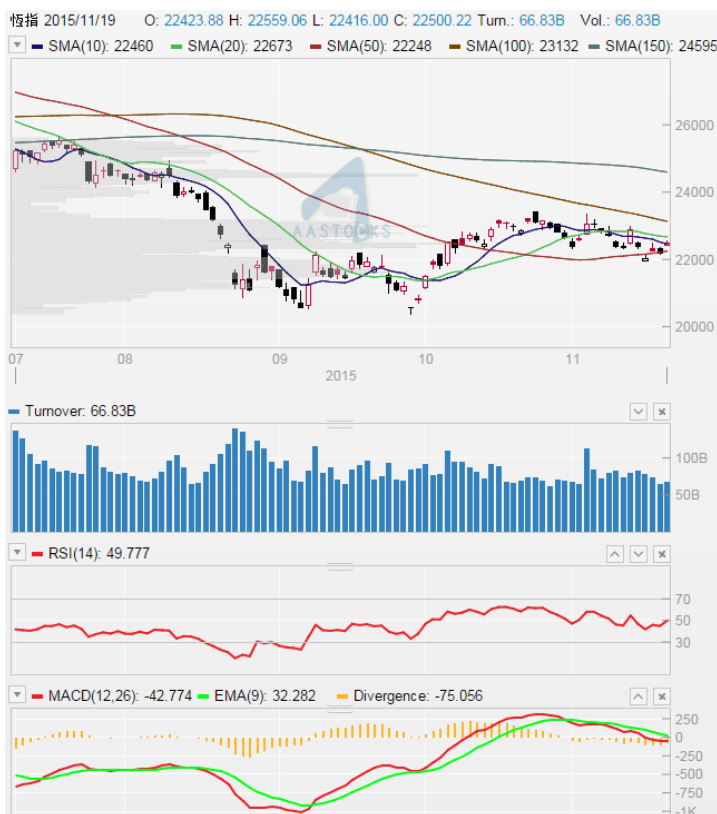 恆指 2015/11/19 O: 22423.88 H: 22559.06 L: 22416.00 C: 22500.22 Turn.: 66.83B Vol.: 66.83B
SMA(10): 22460 SMA(20): 22673 SMA(50): 22248 SMA(100): 23132 SMA(150): 24595
26000
24000
AASTOCKS
22000
20000
07 08 09 10 11
2015
Turnover: 66.83B
100B
50B
RSI(14): 49.777
70
50
30
MACD(12,26): -42.774 EMA(9): 32.282 Divergence: -75.056
250
0
-250
-500
-750
-1K